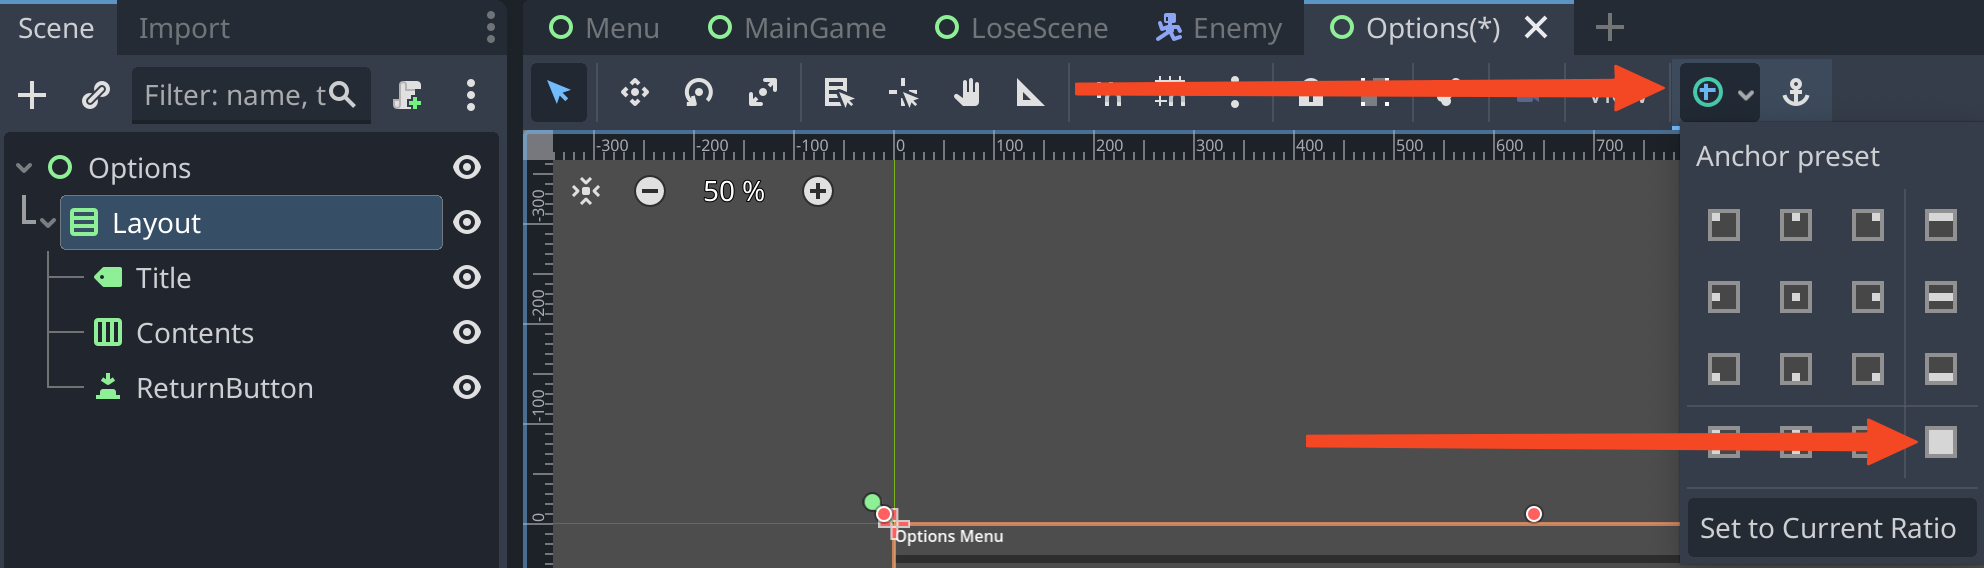 Scene
Import
Menu
MainGame
LoseScene
Enemy
Options(*)
Filter: name, t
Options
Layout
Title
Contents
ReturnButton
-300
-200
-100
0
100
200
300
400
500
600
700
50 %
-300
-200
-100
0
Options Menu
Anchor preset
Set to Current Ratio